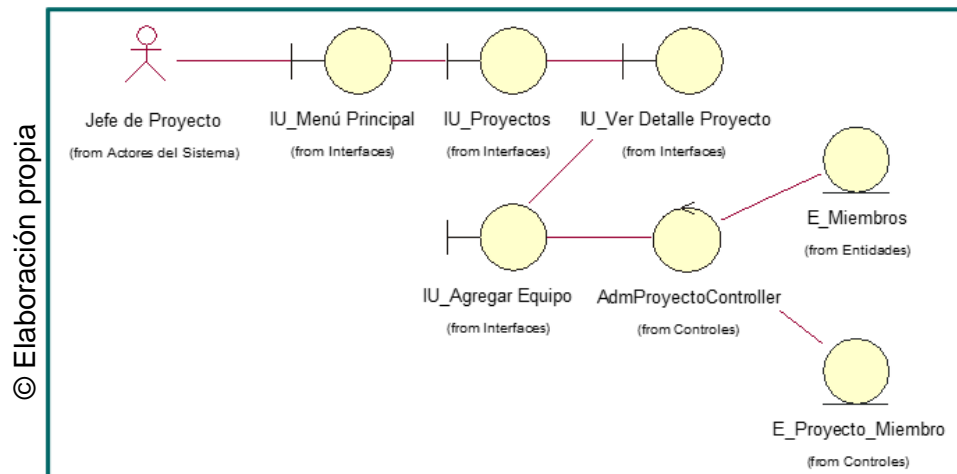 © Elaboración propia
Jefe de Proyecto
(from Actores del Sistema)
IU_Menú Principal
(from Interfaces)
IU_Proyectos
(from Interfaces)
IU_Ver Detalle Proyecto
(from Interfaces)
E_Miembros
(from Entidades)
IU_Agregar Equipo
(from Interfaces)
AdmProyectoController
(from Controles)
E_Proyecto_Miembro
(from Controles)